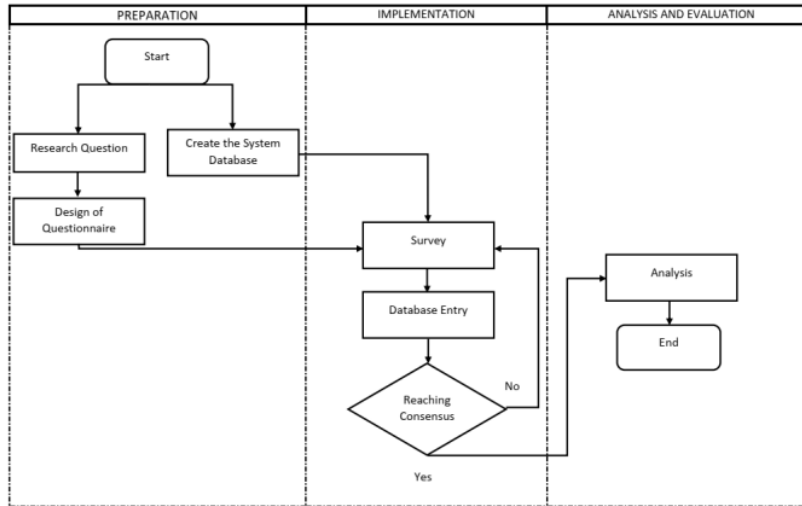 PREPARATION
IMPLEMENTATION
ANALYSIS AND EVALUATION
Start
Research Question
Create the System
Database
Design of
Questionnaire
Survey
Analysis
Database Entry
End
No
Reaching
Consensus
Yes